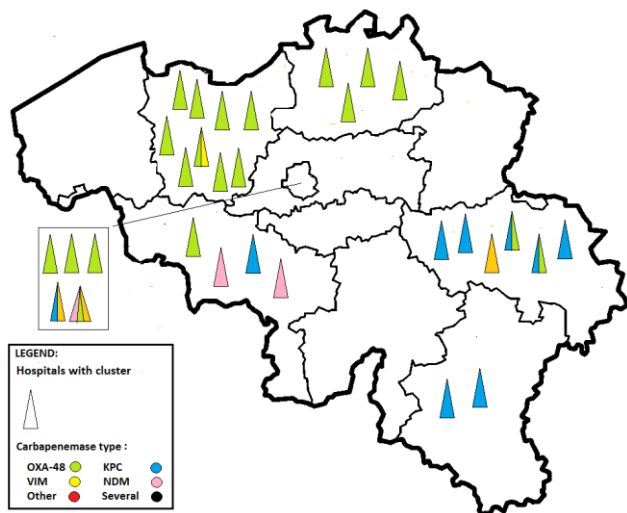 LEGEND:
Hospitals with cluster
Carbapenemase type :
OXA-48 KPC
VIM NDM
Other Several